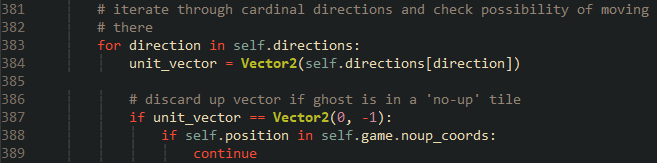 381 # iterate through cardinal directions and check possibility of moving
382 # there
383 for direction in self.directions:
384 unit_vector = Vector2(self.directions[direction])
385
386 # discard up vector if ghost is in a 'no-up' tile
387 if unit_vector == Vector2(0, -1):
388 if self.position in self.game.noup_coords:
389 continue